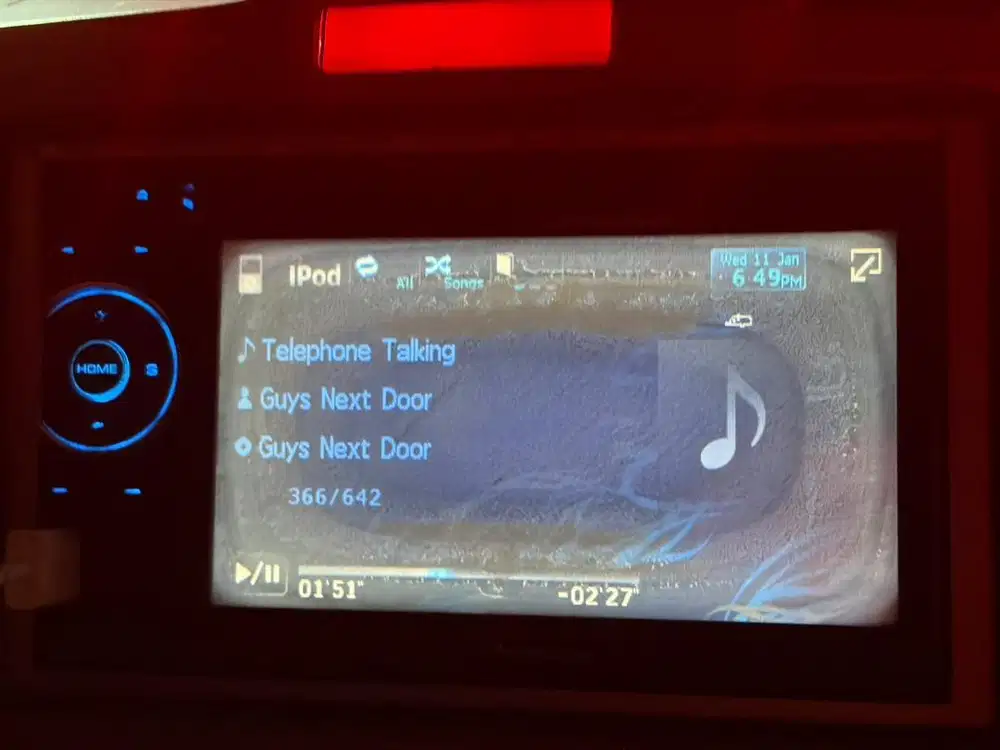 iPod
All
Songs
Wed 11 Jan
6 49PM
Telephone Talking
Guys Next Door
Guys Next Door
366/642
01'51"
-02'27"
HOME
S